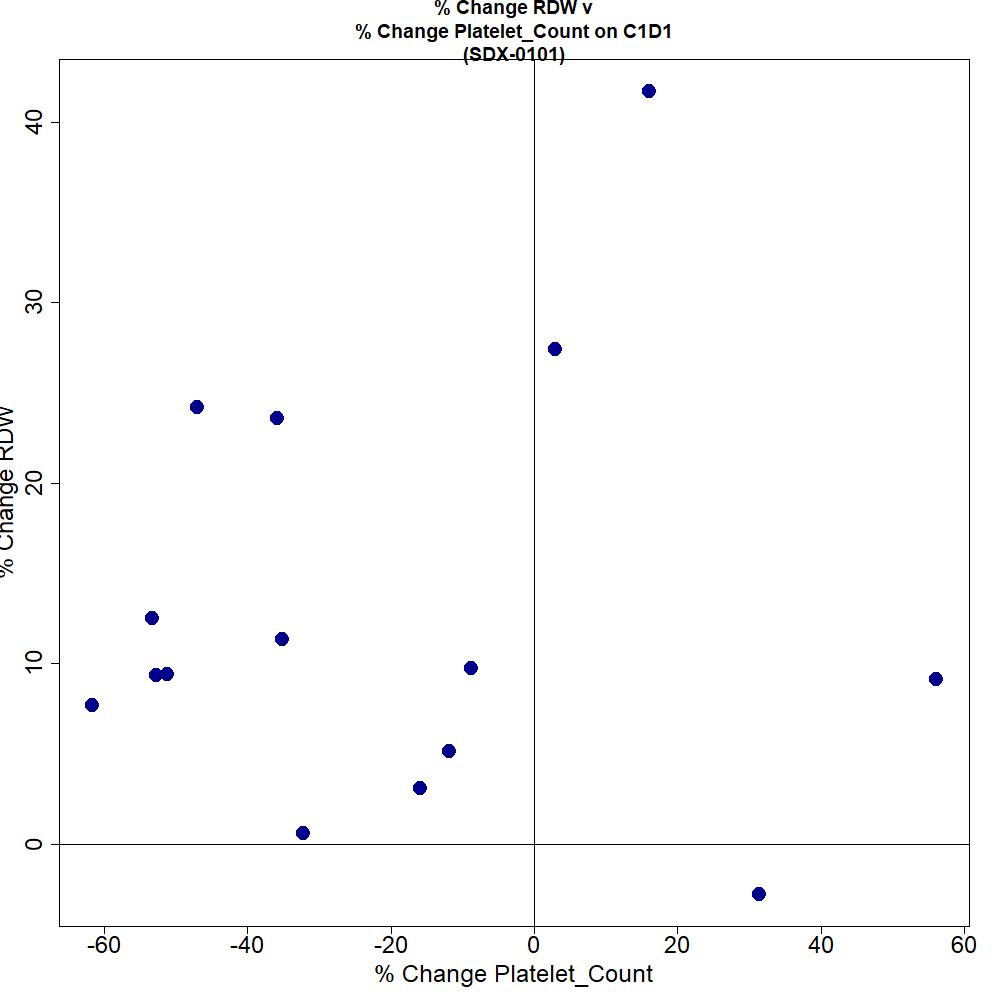 % Change RDW v
% Change Platelet_Count on C1D1
(SDX-0101)
% Change RDW
40
30
20
10
0
-60 -40 -20 0 20 40 60
% Change Platelet_Count